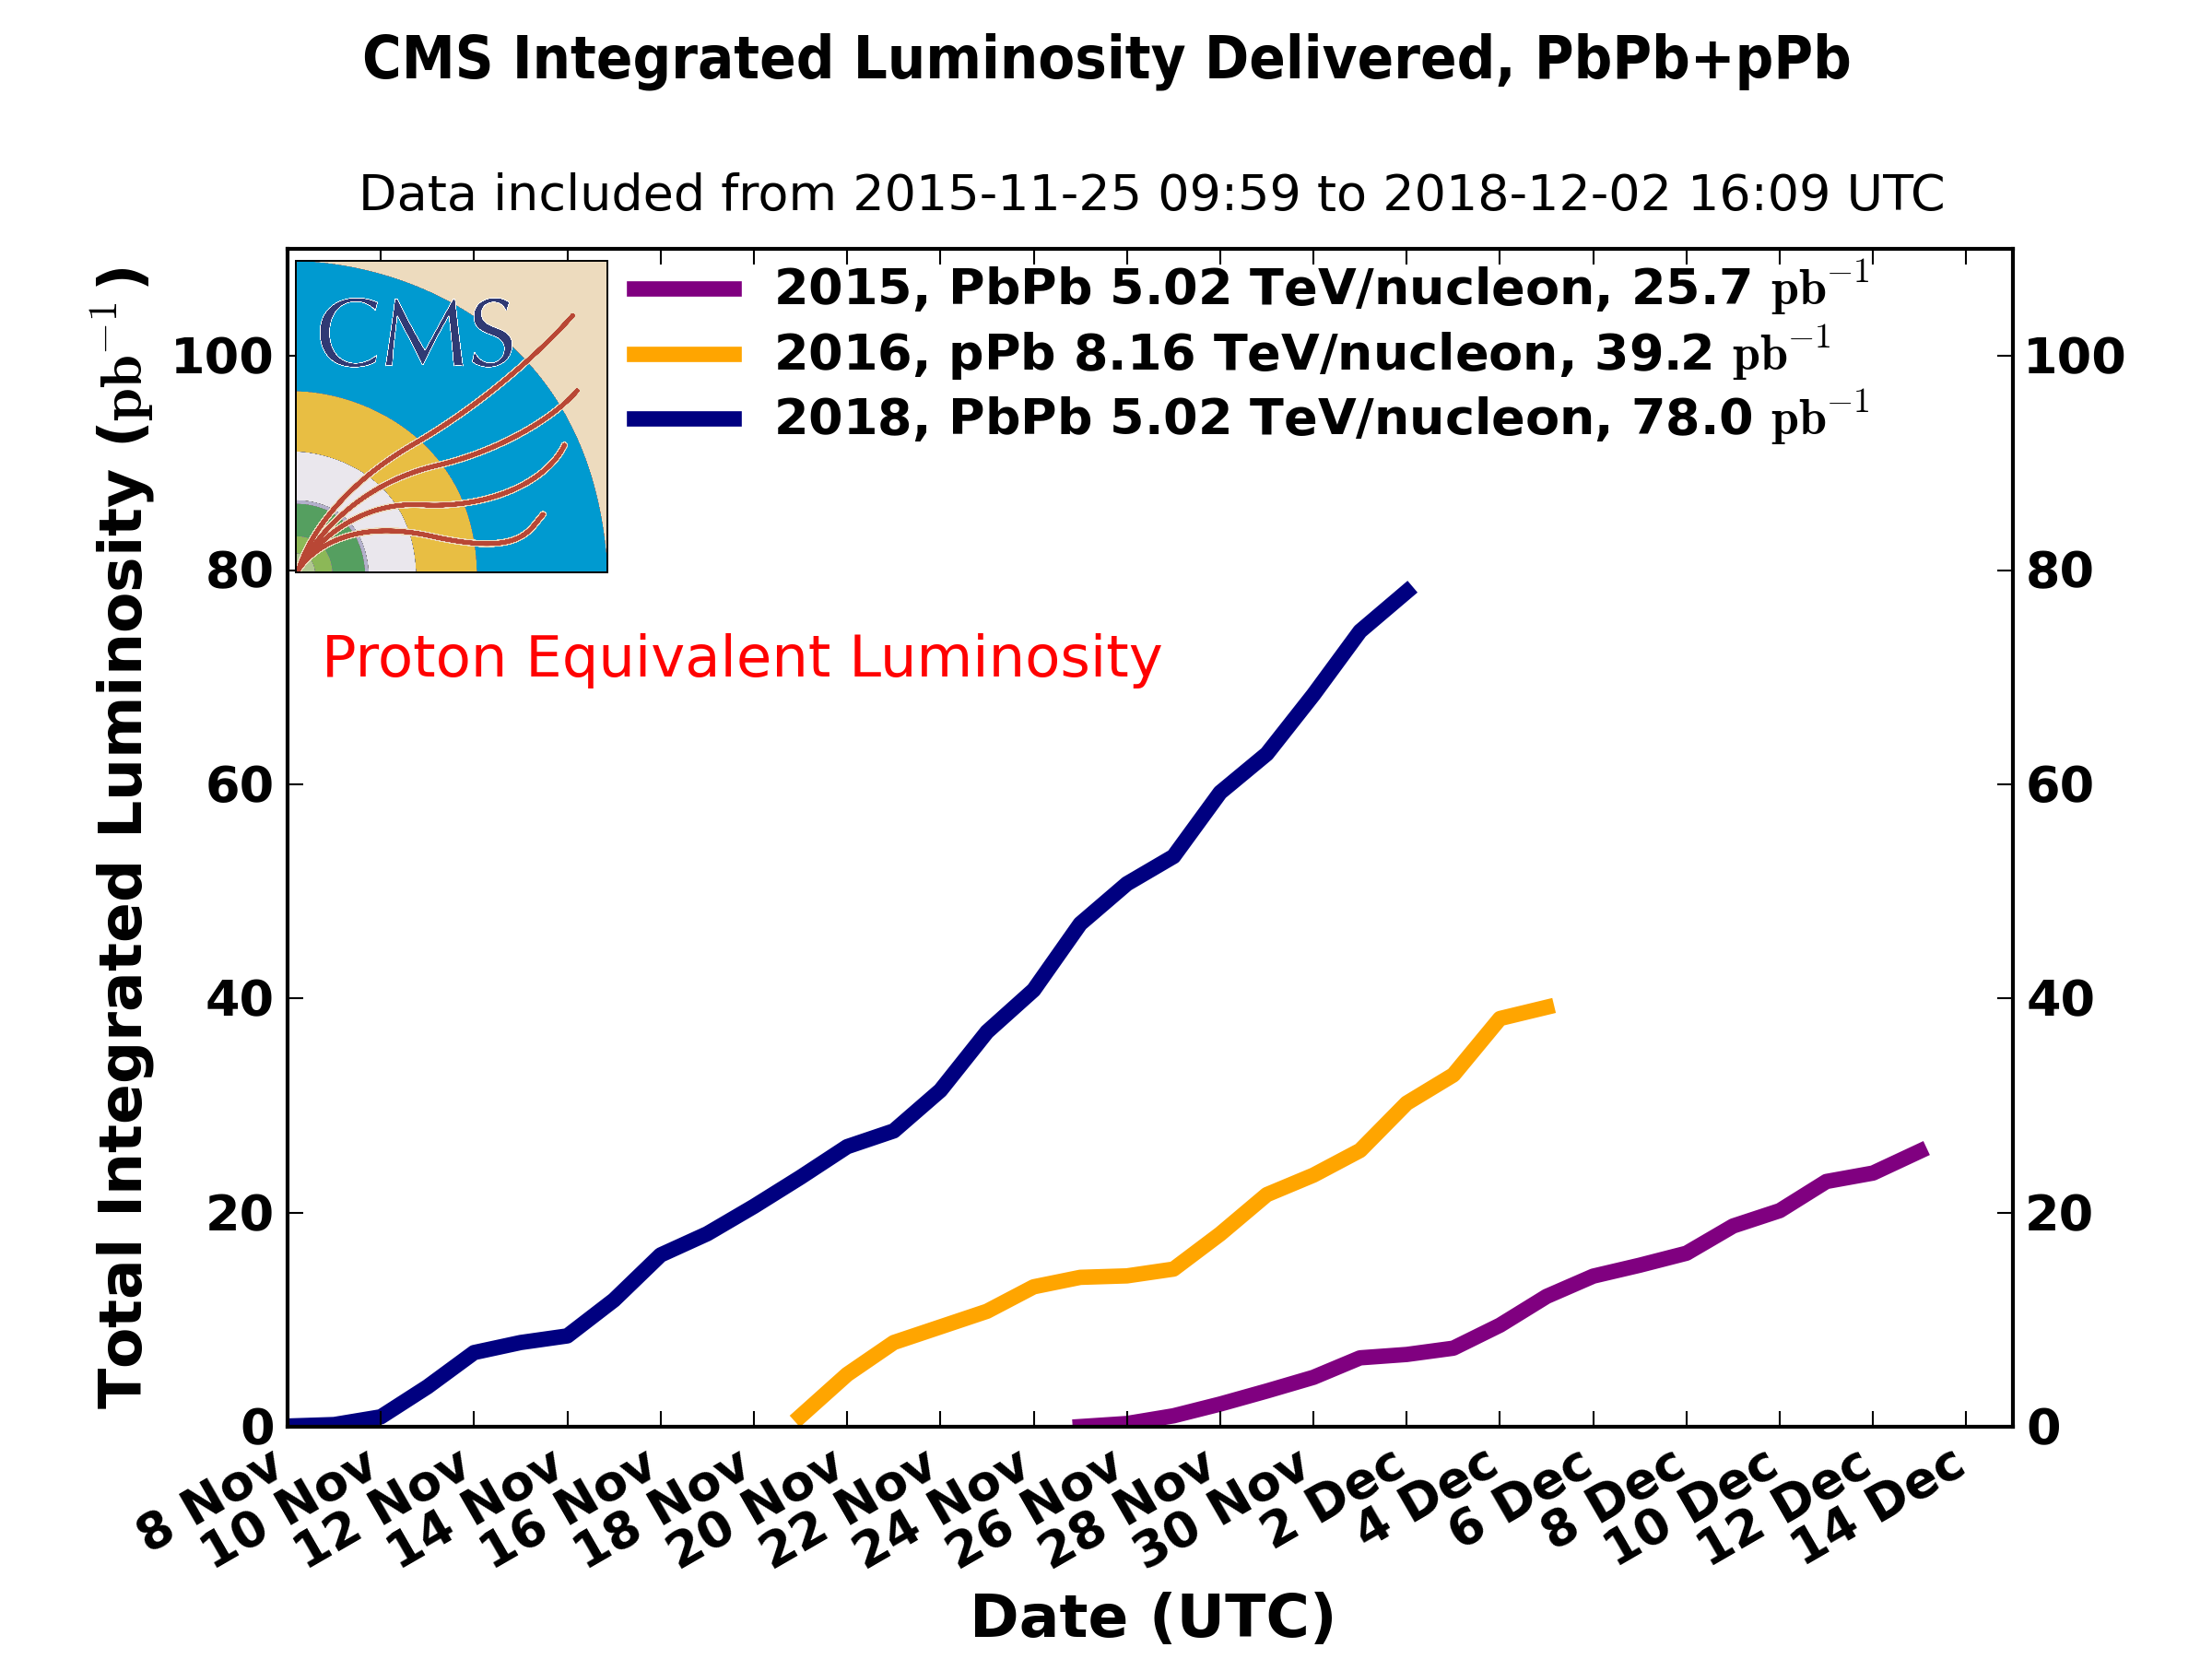 CMS Integrated Luminosity Delivered, PbPb+pPb
Data included from 2015-11-25 09:59 to 2018-12-02 16:09 UTC
CMS
2015, PbPb 5.02 TeV/nucleon, 25.7 pb⁻¹
2016, pPb 8.16 TeV/nucleon, 39.2 pb⁻¹
2018, PbPb 5.02 TeV/nucleon, 78.0 pb⁻¹
Proton Equivalent Luminosity
Total Integrated Luminosity (pb⁻¹)
100
80
60
40
20
0
100
80
60
40
20
0
8 Nov
10 Nov
12 Nov
14 Nov
16 Nov
18 Nov
20 Nov
22 Nov
24 Nov
26 Nov
28 Nov
30 Nov
2 Dec
4 Dec
6 Dec
8 Dec
10 Dec
12 Dec
14 Dec
Date (UTC)